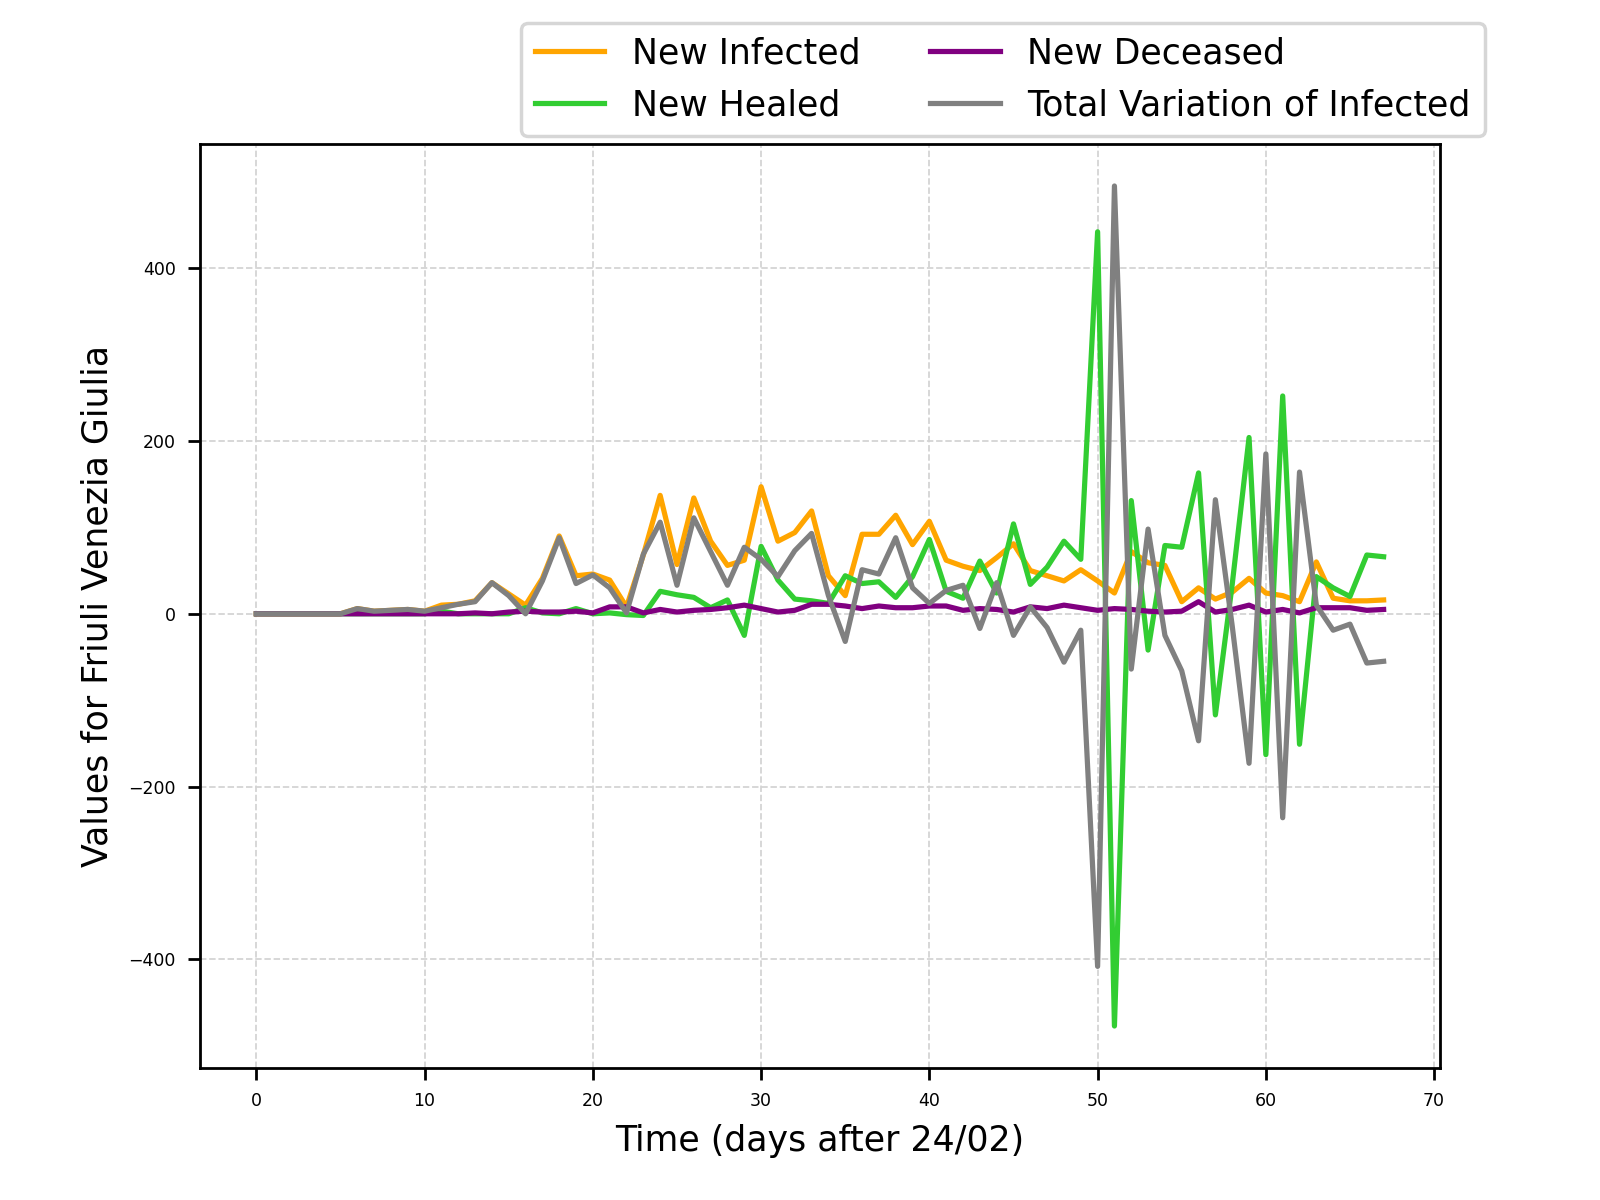 New Infected
New Healed
New Deceased
Total Variation of Infected
Values for Friuli Venezia Giulia
400
200
0
−200
−400
0 10 20 30 40 50 60 70
Time (days after 24/02)